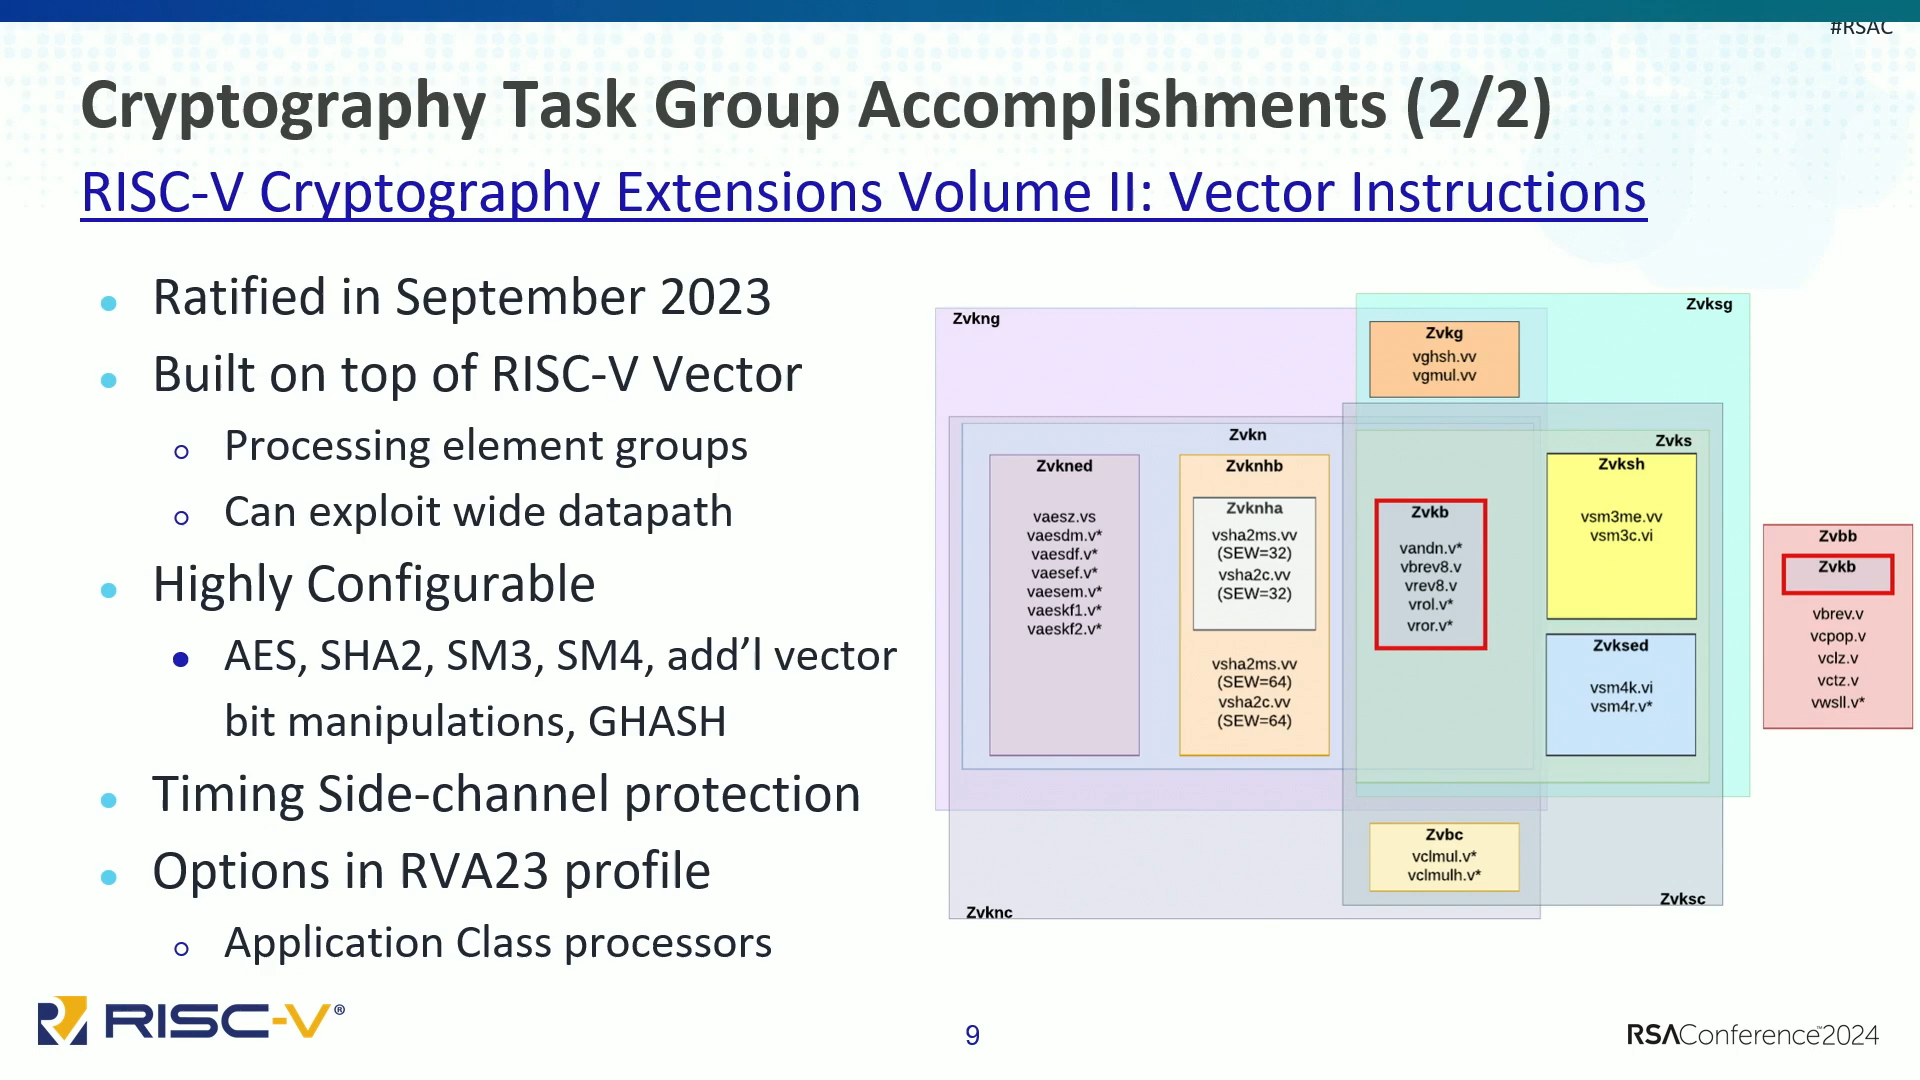 #RSAC
Cryptography Task Group Accomplishments (2/2)
RISC-V Cryptography Extensions Volume II: Vector Instructions
Ratified in September 2023
Built on top of RISC-V Vector
Processing element groups
Can exploit wide datapath
Highly Configurable
AES, SHA2, SM3, SM4, add’l vector
bit manipulations, GHASH
Timing Side-channel protection
Options in RVA23 profile
Application Class processors
Zvkng
Zvksg
Zvkg
vghsh.vv
vgmul.vv
Zvkn
Zvks
Zvkned
vaesz.vs
vaesdm.v*
vaesdf.v*
vaesef.v*
vaesem.v*
vaeskf1.v*
vaeskf2.v*
Zvknhb
Zvknha
vsha2ms.vv
(SEW=32)
vsha2c.vv
(SEW=32)
vsha2ms.vv
(SEW=64)
vsha2c.vv
(SEW=64)
Zvkb
vandn.v*
vbrev8.v
vrev8.v
vrol.v*
vror.v*
Zvksh
vsm3me.vv
vsm3c.vi
Zvksed
vsm4k.vi
vsm4r.v*
Zvbb
Zvkb
vbrev.v
vcpop.v
vclz.v
vctz.v
vwsll.v*
Zvbc
vclmul.v*
vclmulh.v*
Zvknc
Zvksc
RISC-V®
9
RSAConference™2024